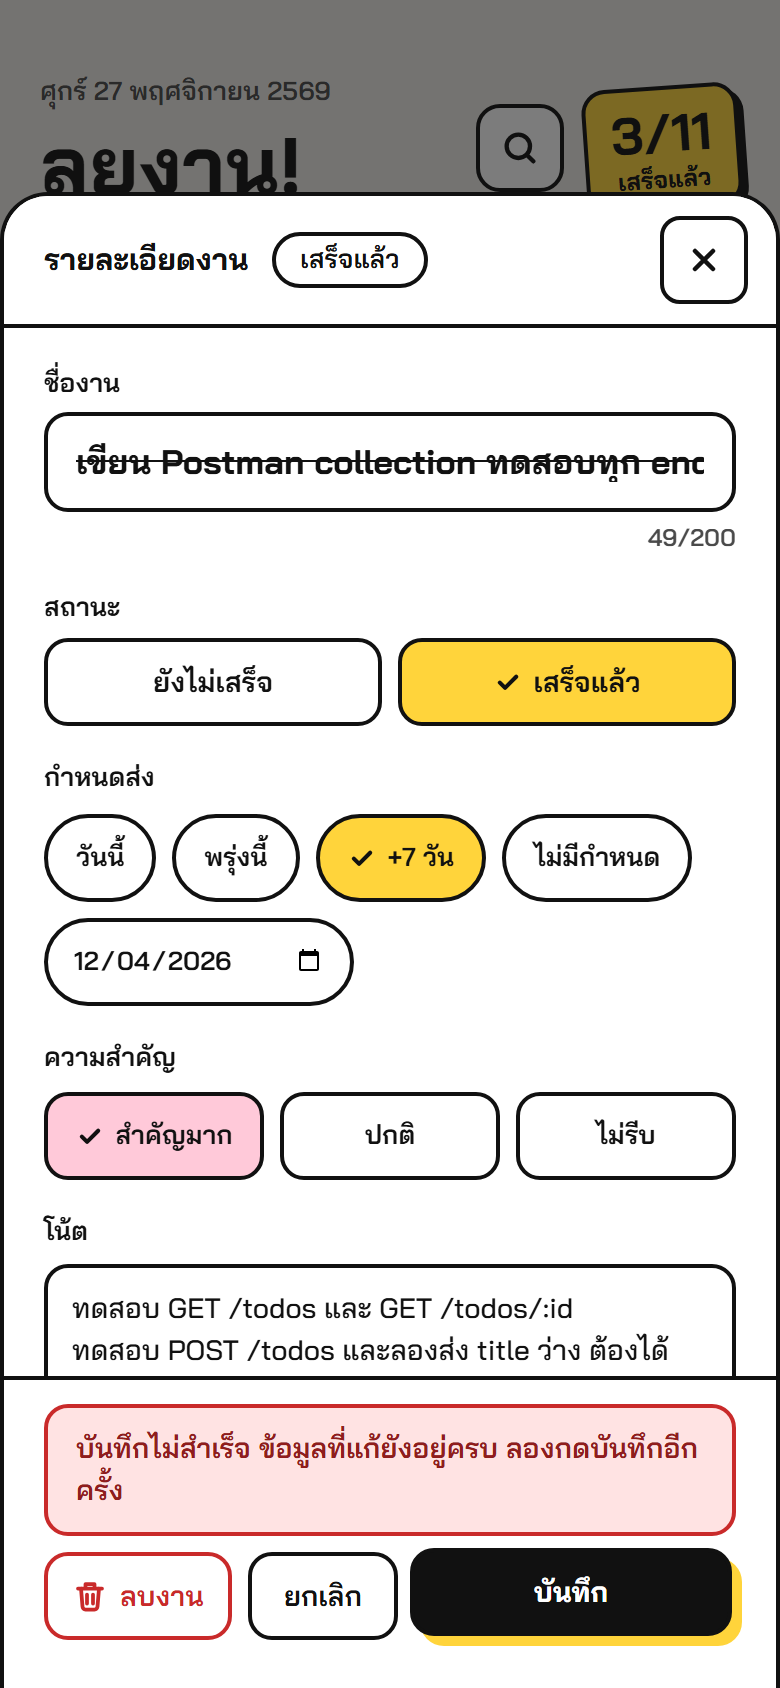 ศุกร์ 27 พฤศจิกายน 2569
ลุยงาน!
3/11
เสร็จแล้ว
รายละเอียดงาน
เสร็จแล้ว
ชื่องาน
เขียน Postman collection ทดสอบทุก enc
49/200
สถานะ
ยังไม่เสร็จ
เสร็จแล้ว
กำหนดส่ง
วันนี้
พรุ่งนี้
+7 วัน
ไม่มีกำหนด
12/04/2026
ความสำคัญ
สำคัญมาก
ปกติ
ไม่รีบ
โน้ต
ทดสอบ GET /todos และ GET /todos/:id
ทดสอบ POST /todos และลองส่ง title ว่าง ต้องได้
บันทึกไม่สำเร็จ ข้อมูลที่แก้ยังอยู่ครบ ลองกดบันทึกอีก
ครั้ง
ลบงาน
ยกเลิก
บันทึก